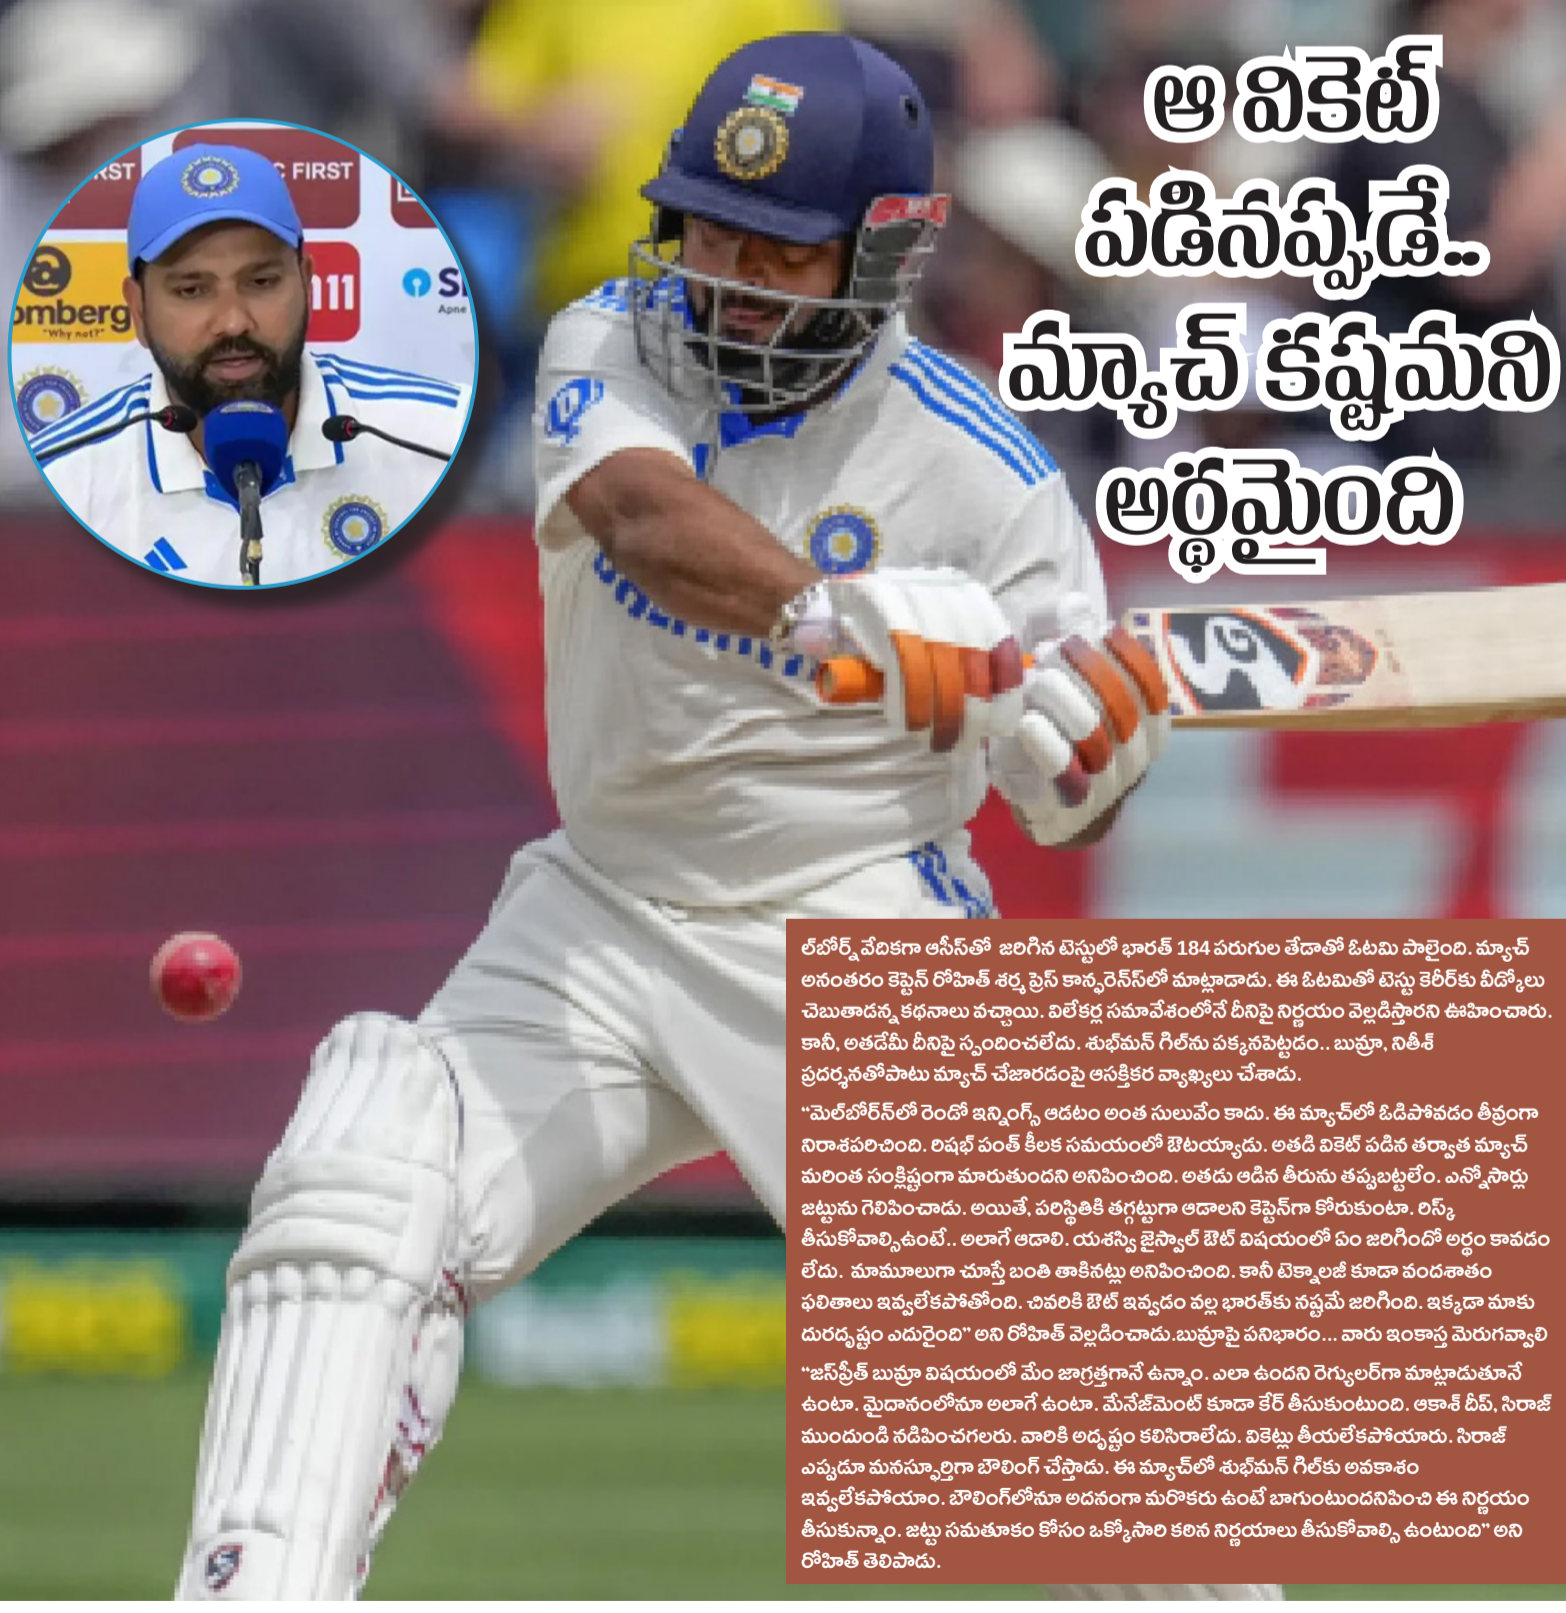 RST
C FIRST
omberg
"Why not?"
11
Apne
ఆ వికెట్
పడినప్పుడే..
మ్యాచ్ కష్టమని
అర్థమైంది
ల్‌బోర్న్ వేదికగా ఆసీస్‌తో జరిగిన టెస్టులో భారత్ 184 పరుగుల తేడాతో ఓటమి పాలైంది. మ్యాచ్
అనంతరం కెప్టెన్ రోహిత్ శర్మ ప్రెస్ కాన్ఫరెన్స్‌లో మాట్లాడాడు. ఈ ఓటమితో టెస్టు కెరీర్‌కు వీడ్కోలు
చెబుతాడన్న కథనాలు వచ్చాయి. విలేకర్ల సమావేశంలోనే దీనిపై నిర్ణయం వెల్లడిస్తారని ఊహించారు.
కానీ, అతడేమీ దీనిపై స్పందించలేదు. శుభ్‌మన్ గిల్‌ను పక్కనపెట్టడం.. బుమ్రా, నితీశ్
ప్రదర్శనతోపాటు మ్యాచ్ చేజారడంపై ఆసక్తికర వ్యాఖ్యలు చేశాడు.
“మెల్‌బోర్న్‌లో రెండో ఇన్నింగ్స్ ఆడటం అంత సులువేం కాదు. ఈ మ్యాచ్‌లో ఓడిపోవడం తీవ్రంగా
నిరాశపరిచింది. రిషభ్ పంత్ కీలక సమయంలో ఔటయ్యాడు. అతడి వికెట్ పడిన తర్వాత మ్యాచ్
మరింత సంక్లిష్టంగా మారుతుందని అనిపించింది. అతడు ఆడిన తీరును తప్పుబట్టలేం. ఎన్నోసార్లు
జట్టును గెలిపించాడు. అయితే, పరిస్థితికి తగ్గట్టుగా ఆడాలని కెప్టెన్‌గా కోరుకుంటా. రిస్క్
తీసుకోవాల్సిఉంటే.. అలాగే ఆడాలి. యశస్వి జైస్వాల్ ఔట్ విషయంలో ఏం జరిగిందో అర్థం కావడం
లేదు. మామూలుగా చూస్తే బంతి తాకినట్లు అనిపించింది. కానీ టెక్నాలజీ కూడా వందశాతం
ఫలితాలు ఇవ్వలేకపోతోంది. చివరికి ఔట్ ఇవ్వడం వల్ల భారత్‌కు నష్టమే జరిగింది. ఇక్కడా మాకు
దురదృష్టం ఎదురైంది” అని రోహిత్ వెల్లడించాడు.బుమ్రాపై పనిభారం... వారు ఇంకాస్త మెరుగవ్వాలి
“జస్‌ప్రీత్ బుమ్రా విషయంలో మేం జాగ్రత్తగానే ఉన్నాం. ఎలా ఉందని రెగ్యులర్‌గా మాట్లాడుతూనే
ఉంటా. మైదానంలోనూ అలాగే ఉంటా. మేనేజ్‌మెంట్ కూడా కేర్ తీసుకుంటుంది. ఆకాశ్ దీప్, సిరాజ్
ముందుండి నడిపించగలరు. వారికి అదృష్టం కలిసిరాలేదు. వికెట్లు తీయలేకపోయారు. సిరాజ్
ఎప్పుడూ మనస్ఫూర్తిగా బౌలింగ్ చేస్తాడు. ఈ మ్యాచ్‌లో శుభ్‌మన్ గిల్‌కు అవకాశం
ఇవ్వలేకపోయాం. బౌలింగ్‌లోనూ అదనంగా మరొకరు ఉంటే బాగుంటుందనిపించి ఈ నిర్ణయం
తీసుకున్నాం. జట్టు సమతూకం కోసం ఒక్కోసారి కఠిన నిర్ణయాలు తీసుకోవాల్సి ఉంటుంది” అని
రోహిత్ తెలిపాడు.